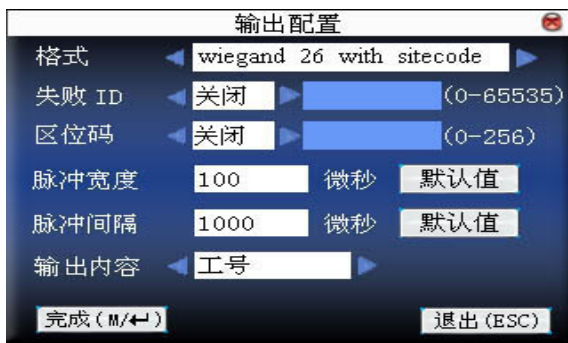 输出配置
格式 wiegand 26 with sitecode
失败 ID 关闭 (0-65535)
区位码 关闭 (0-256)
脉冲宽度 100 微秒 默认值
脉冲间隔 1000 微秒 默认值
输出内容 工号
完成(M/↵) 退出(ESC)